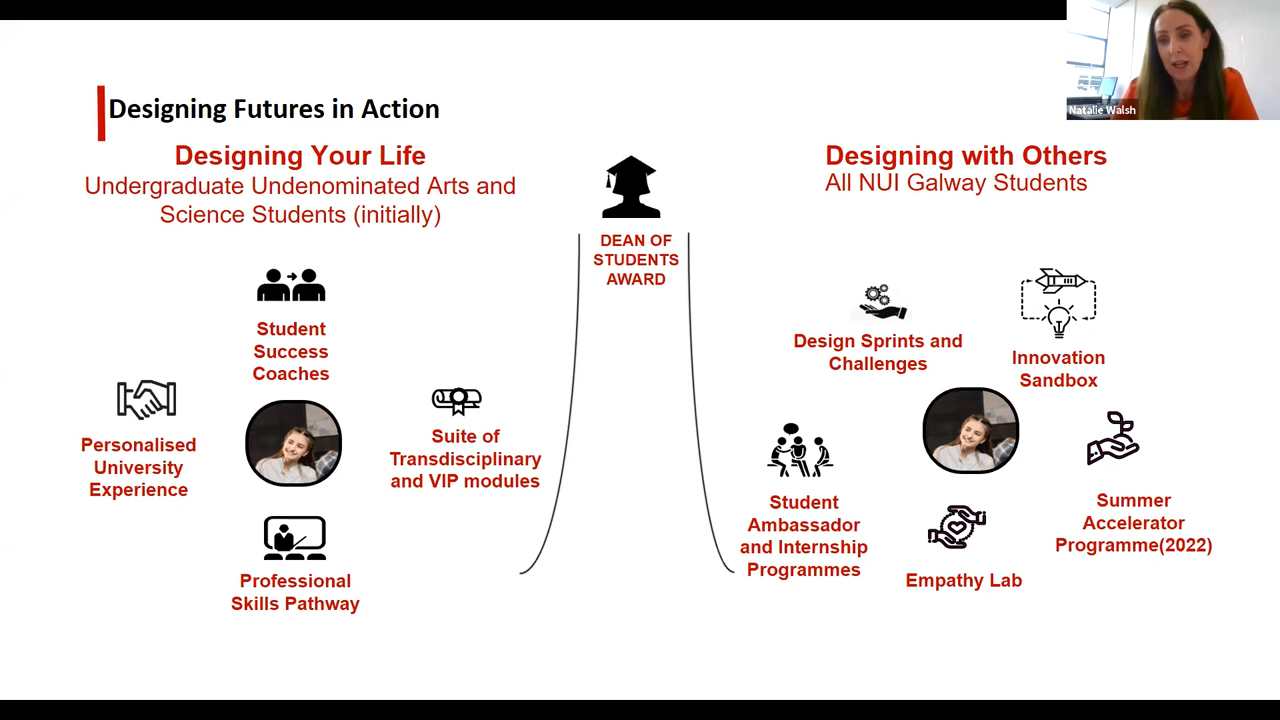 Natalie Walsh
Designing Futures in Action
Designing Your Life
Undergraduate Undenominated Arts and
Science Students (initially)
Student
Success
Coaches
Personalised
University
Experience
Suite of
Transdisciplinary
and VIP modules
Professional
Skills Pathway
DEAN OF
STUDENTS
AWARD
Designing with Others
All NUI Galway Students
Design Sprints and
Challenges
Innovation
Sandbox
Student
Ambassador
and Internship
Programmes
Empathy Lab
Summer
Accelerator
Programme(2022)